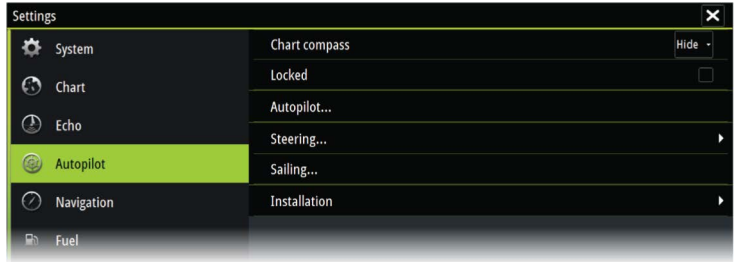 Settings
System
Chart
Echo
Autopilot
Navigation
Fuel
Chart compass Hide
Locked
Autopilot...
Steering...
Sailing...
Installation